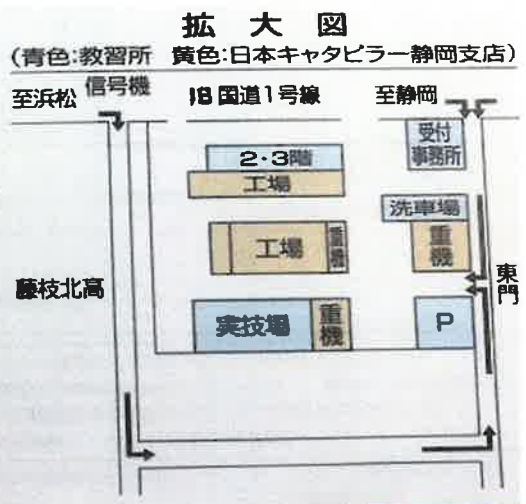 拡大図
(青色:教習所 黄色:日本キャタピラー静岡支店)
至浜松 信号機 旧国道1号線 至静岡
受付
事務所
2・3階
工場
洗車場
工場
重機
重機
藤枝北高
東門
実技場
重機
P